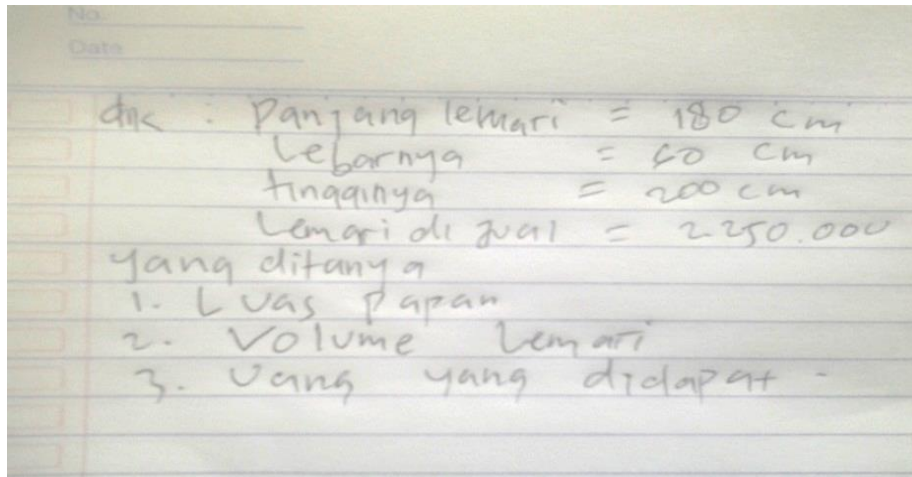 No.
Date
dik : Panjang lemari = 180 cm
Lebarnya = 60 cm
tingginya = 200 cm
Lemari di jual = 2.250.000
yang ditanya
1. Luas Papan
2. Volume Lemari
3. Uang yang didapat.